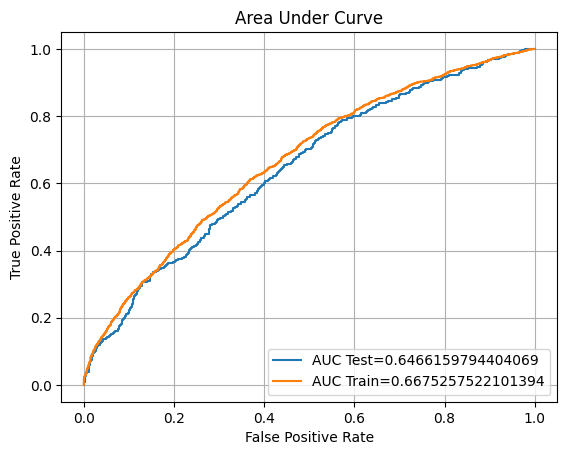 Area Under Curve
1.0
0.8
0.6
0.4
0.2
0.0
True Positive Rate
AUC Test=0.6466159794404069
AUC Train=0.6675257522101394
0.0 0.2 0.4 0.6 0.8 1.0
False Positive Rate